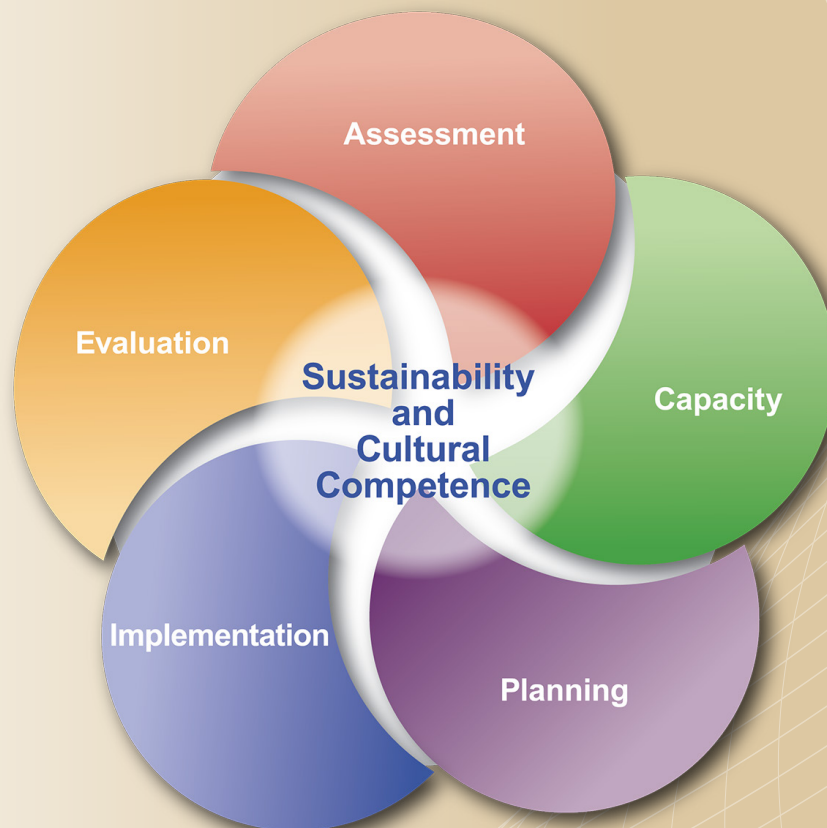 Assessment
Evaluation
Capacity
Sustainability
and
Cultural
Competence
Implementation
Planning